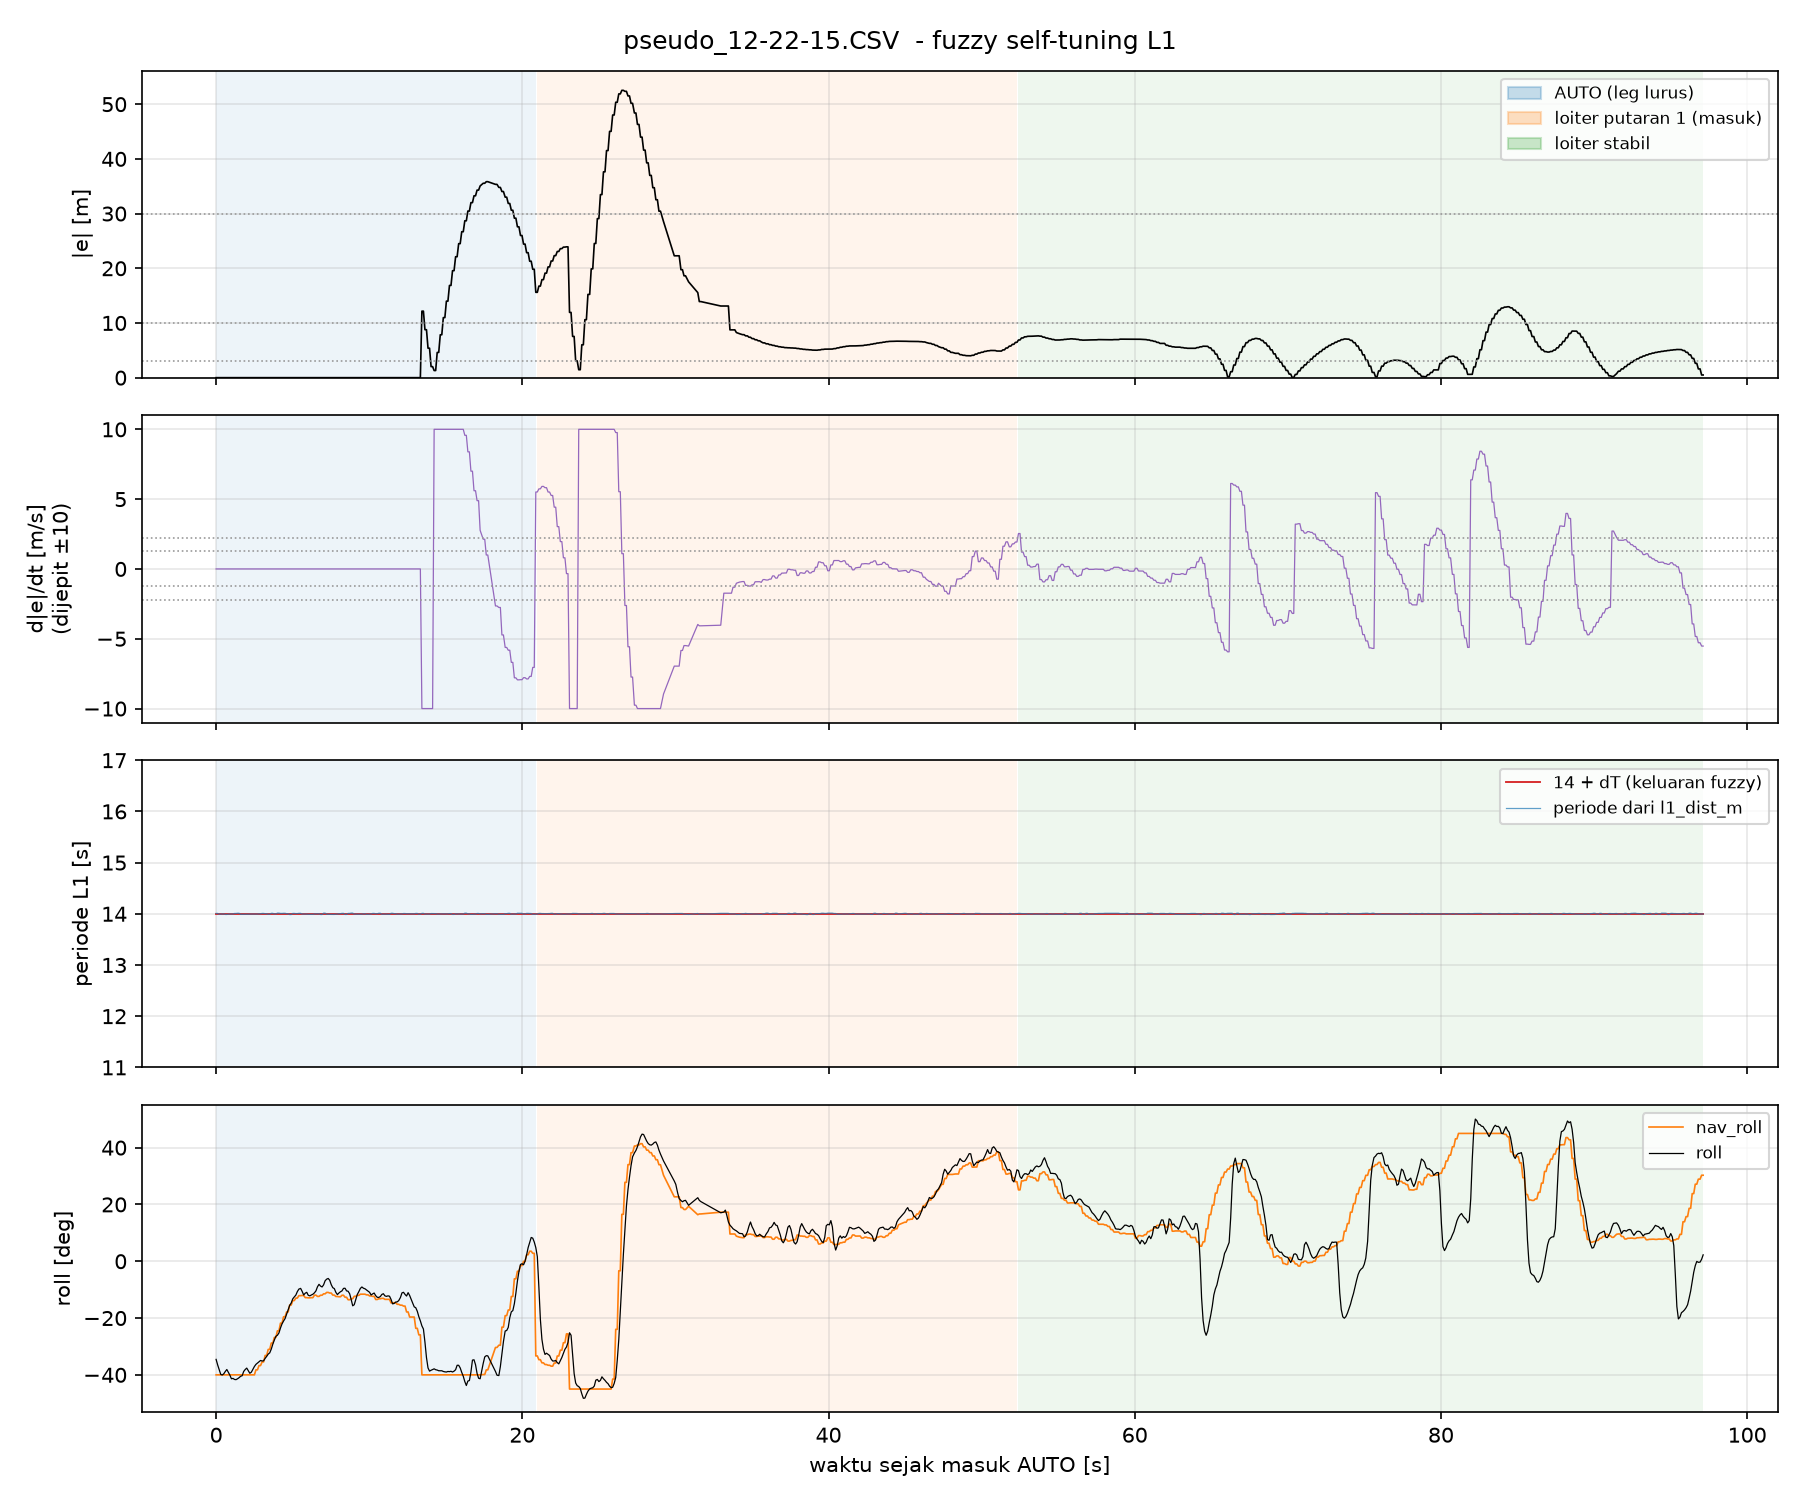 pseudo_12-22-15.CSV  - fuzzy self-tuning L1
|e| [m]
50
40
30
20
10
0
AUTO (leg lurus)
loiter putaran 1 (masuk)
loiter stabil
d|e|/dt [m/s]
(dijepit ±10)
10
5
0
−5
−10
periode L1 [s]
17
16
15
14
13
12
11
14 + dT (keluaran fuzzy)
periode dari l1_dist_m
roll [deg]
40
20
0
−20
−40
nav_roll
roll
0
20
40
60
80
100
waktu sejak masuk AUTO [s]